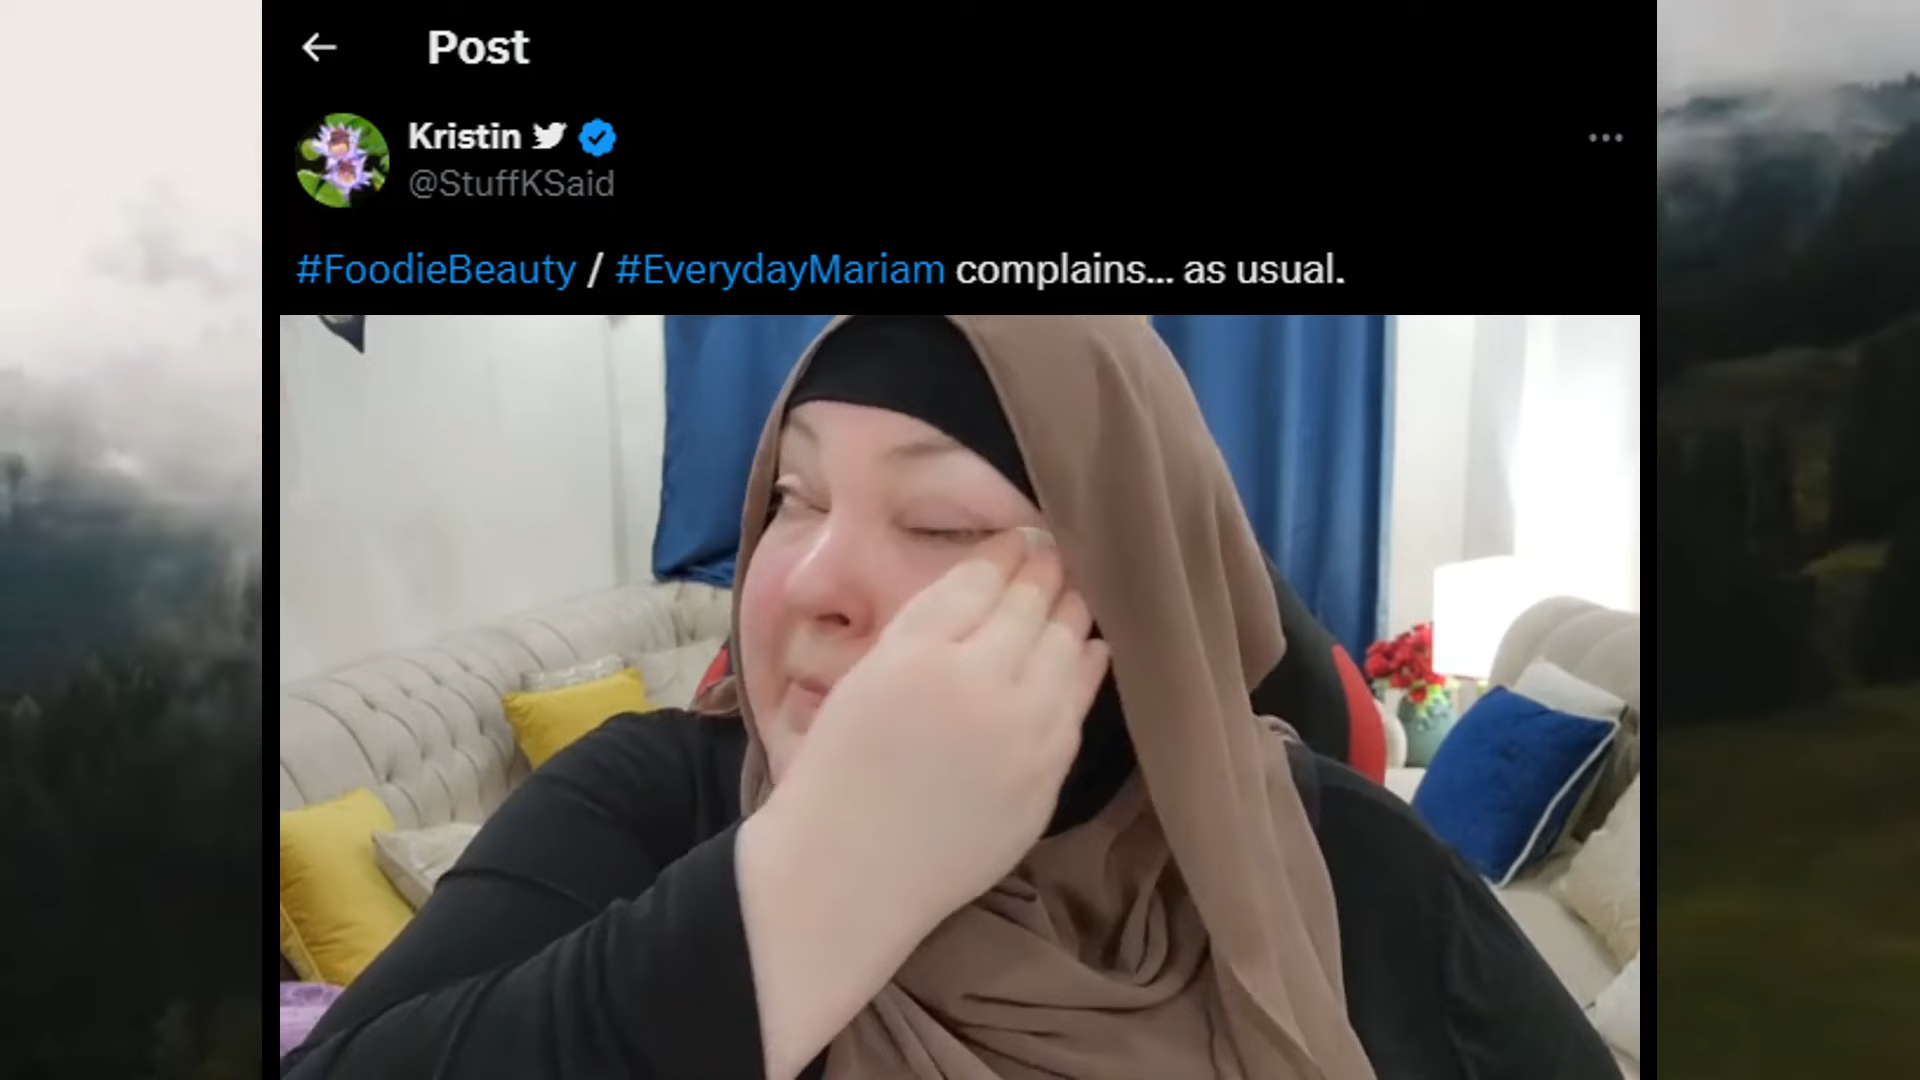 Post
Kristin
@StuffKSaid
#FoodieBeauty / #EverydayMariam complains... as usual.